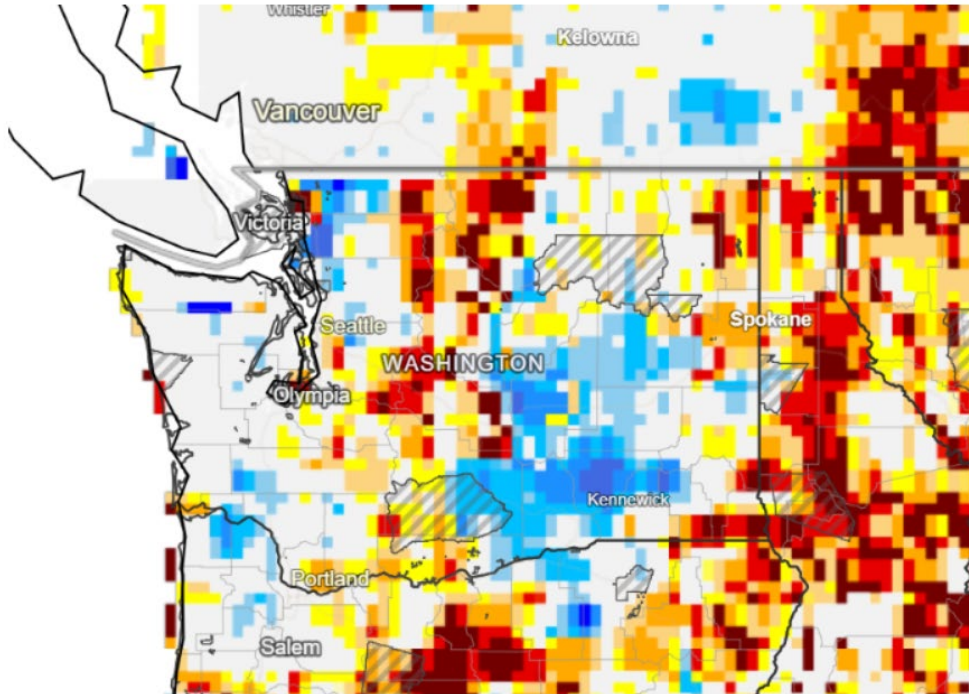 Whistler
Kelowna
Vancouver
Victoria
Seattle
Spokane
WASHINGTON
Olympia
Kennewick
Portland
Salem